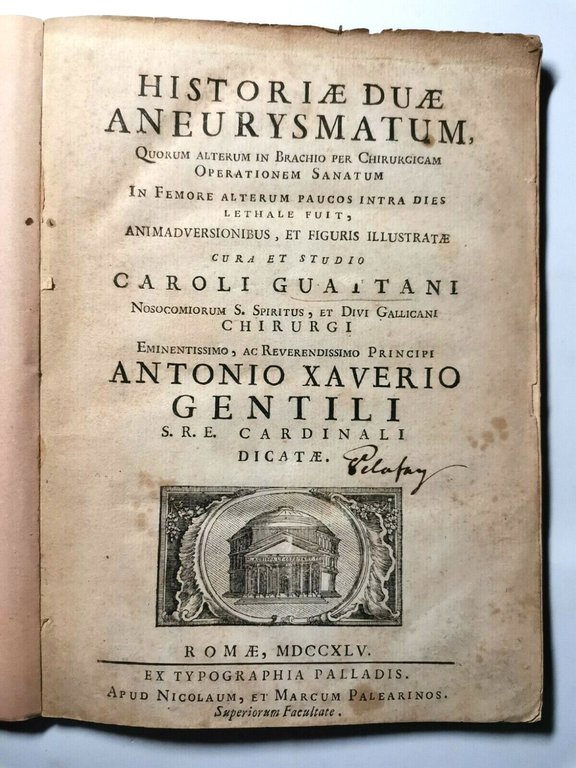 HISTORIÆ DUÆ
ANEURYSMATUM,
QUORUM ALTERUM IN BRACHIO PER CHIRURGICAM
OPERATIONEM SANATUM
IN FEMORE ALTERUM PAUCOS INTRA DIES
LETHALE FUIT,
ANIMADVERSIONIBUS, ET FIGURIS ILLUSTRATÆ
CURA ET STUDIO
CAROLI GUATTANI
NOSOCOMIORUM S. SPIRITUS, ET DIVI GALLICANI
CHIRURGI
EMINENTISSIMO, AC REVERENDISSIMO PRINCIPI
ANTONIO XAVERIO
GENTILI
S. R. E. CARDINALI
DICATÆ.
ROMÆ, MDCCXLV.
EX TYPOGRAPHIA PALLADIS.
APUD NICOLAUM, ET MARCUM PALEARINOS.
Superiorum Facultate.